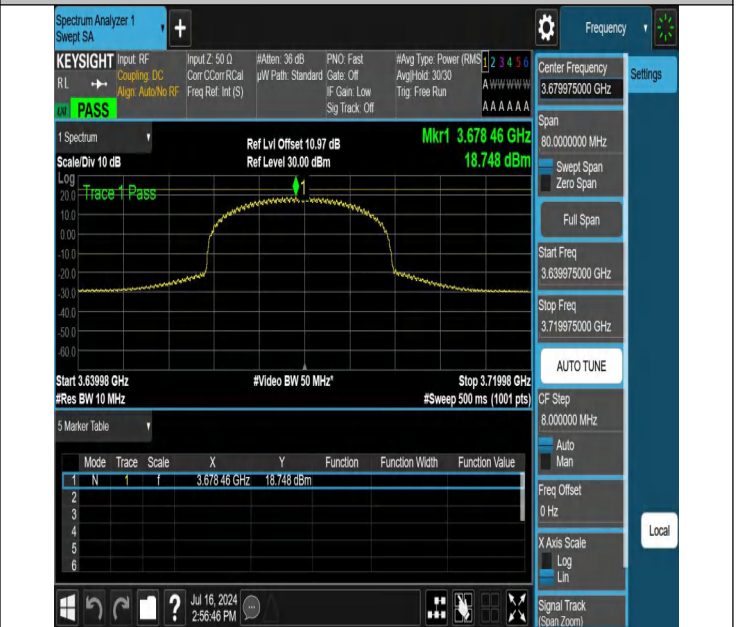 Spectrum Analyzer 1
Swept SA
+
Frequency
KEYSIGHT
RL
PASS
Input: RF
Coupling: DC
Align: Auto/No RF
Input Z: 50 Ω
Corr CCorr RCal
Freq Ref: Int (S)
#Atten: 36 dB
µW Path: Standard
PNO: Fast
Gate: Off
IF Gain: Low
Sig Track: Off
#Avg Type: Power (RMS
Avg|Hold: 30/30
Trig: Free Run
1 2 3 4 5 6
A W W W W W
A A A A A A
1 Spectrum
Scale/Div 10 dB
Ref Lvl Offset 10.97 dB
Ref Level 30.00 dBm
Mkr1 3.678 46 GHz
18.748 dBm
Log
Trace 1 Pass
1
20.0
10.0
0.00
-10.0
-20.0
-30.0
-40.0
-50.0
-60.0
Start 3.63998 GHz
#Res BW 10 MHz
#Video BW 50 MHz*
Stop 3.71998 GHz
#Sweep 500 ms (1001 pts)
5 Marker Table
Mode Trace Scale X Y Function Function Width Function Value
1 N 1 f 3.678 46 GHz 18.748 dBm
2
3
4
5
6
Jul 16, 2024
2:56:46 PM
Center Frequency
3.679975000 GHz
Settings
Span
80.0000000 MHz
Swept Span
Zero Span
Full Span
Start Freq
3.639975000 GHz
Stop Freq
3.719975000 GHz
AUTO TUNE
CF Step
8.000000 MHz
Auto
Man
Freq Offset
0 Hz
Local
X Axis Scale
Log
Lin
Signal Track
(Span Zoom)